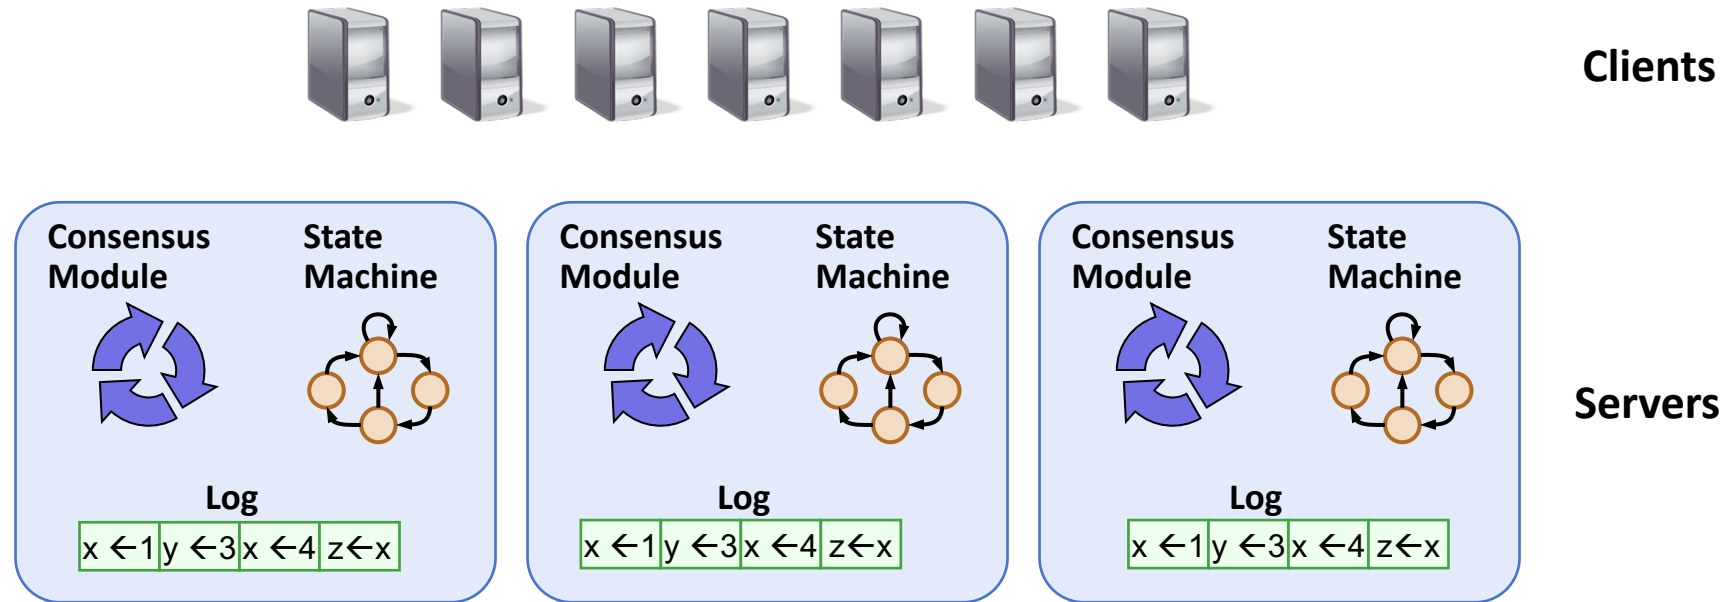 Clients
Consensus Module
State Machine
Consensus Module
State Machine
Consensus Module
State Machine
Servers
Log
x ←1 y ←3 x ←4 z←x
Log
x ←1 y ←3 x ←4 z←x
Log
x ←1 y ←3 x ←4 z←x